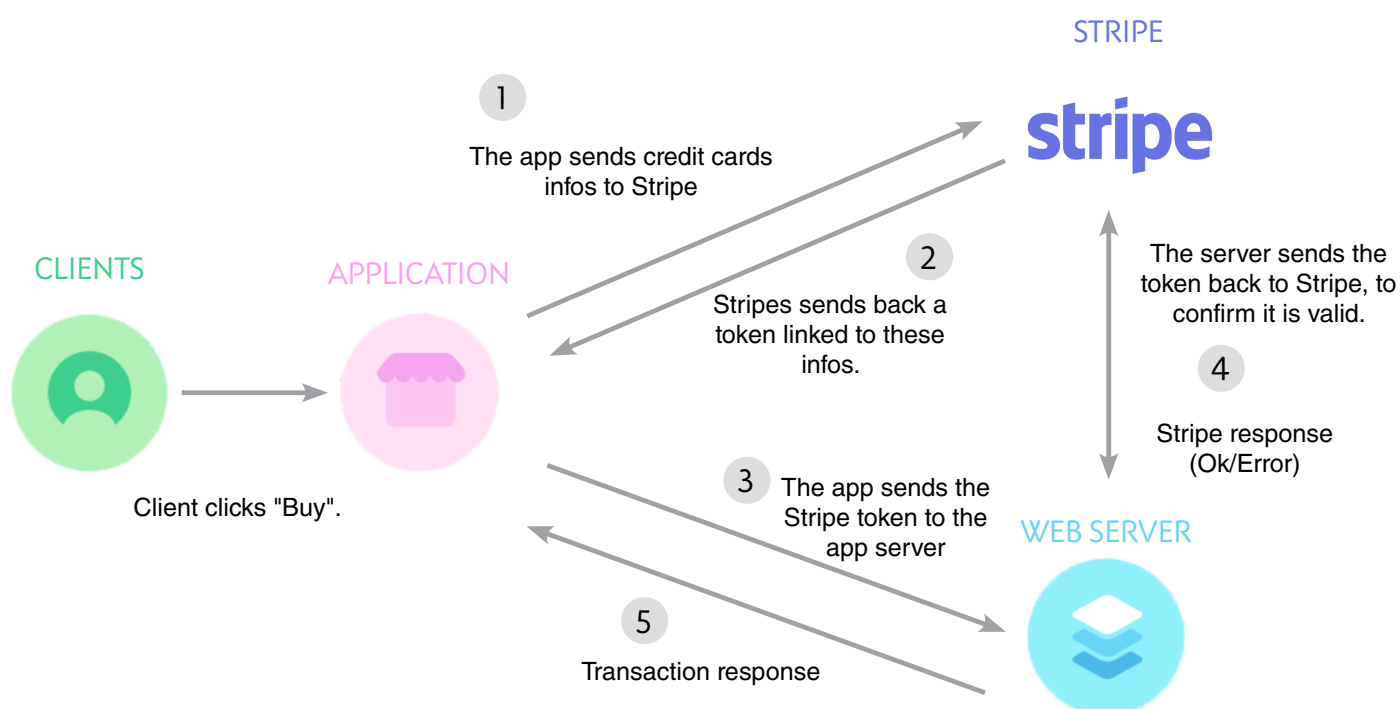 STRIPE
stripe
1
The app sends credit cards
infos to Stripe
2
Stripes sends back a
token linked to these
infos.
The server sends the
token back to Stripe, to
confirm it is valid.
4
Stripe response
(Ok/Error)
CLIENTS
APPLICATION
Client clicks "Buy".
3
The app sends the
Stripe token to the
app server
WEB SERVER
5
Transaction response